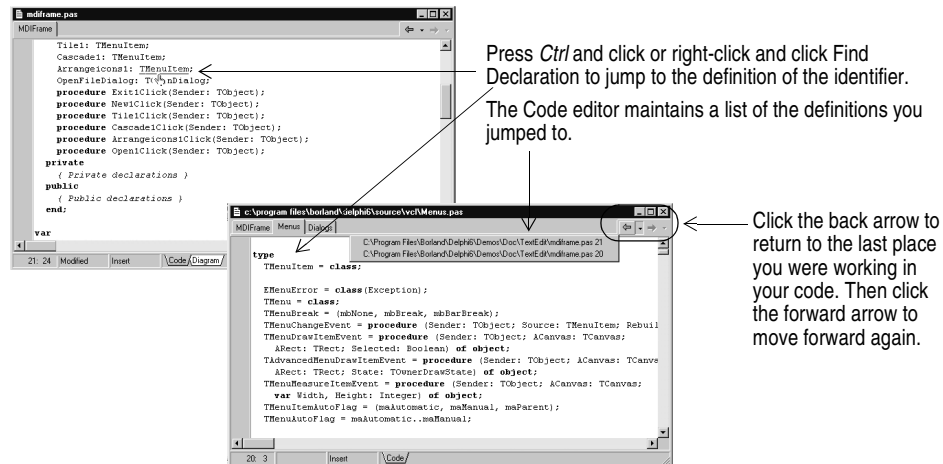 mdiframe.pas
MDIFrame
Tile1: TMenuItem;
Cascade1: TMenuItem;
Arrangeicons1: TMenuItem;
OpenFileDialog: TOpenDialog;
procedure Exit1Click(Sender: TObject);
procedure New1Click(Sender: TObject);
procedure Tile1Click(Sender: TObject);
procedure Cascade1Click(Sender: TObject);
procedure Arrangeicons1Click(Sender: TObject);
procedure Open1Click(Sender: TObject);
private
{ Private declarations }
public
{ Public declarations }
end;
var
21: 24 Modified Insert \Code/Diagram/
Press Ctrl and click or right-click and click Find
Declaration to jump to the definition of the identifier.
The Code editor maintains a list of the definitions you
jumped to.
c:\program files\borland\delphi6\source\vcl\Menus.pas
MDIFrame Menus Dialogs
C:\Program Files\Borland\Delphi6\Demos\Doc\TextEdit\mdiframe.pas 21
C:\Program Files\Borland\Delphi6\Demos\Doc\TextEdit\mdiframe.pas 20
type
TMenuItem = class;
EMenuError = class(Exception);
TMenu = class;
TMenuBreak = (mbNone, mbBreak, mbBarBreak);
TMenuChangeEvent = procedure (Sender: TObject; Source: TMenuItem; Rebuil
TMenuDrawItemEvent = procedure (Sender: TObject; ACanvas: TCanvas;
ARect: TRect; Selected: Boolean) of object;
TAdvancedMenuDrawItemEvent = procedure (Sender: TObject; ACanvas: TCanva
ARect: TRect; State: TOwnerDrawState) of object;
TMenuMeasureItemEvent = procedure (Sender: TObject; ACanvas: TCanvas;
var Width, Height: Integer) of object;
TMenuItemAutoFlag = (maAutomatic, maManual, maParent);
TMenuAutoFlag = maAutomatic..maManual;
20: 3 Insert \Code/
Click the back arrow to
return to the last place
you were working in
your code. Then click
the forward arrow to
move forward again.